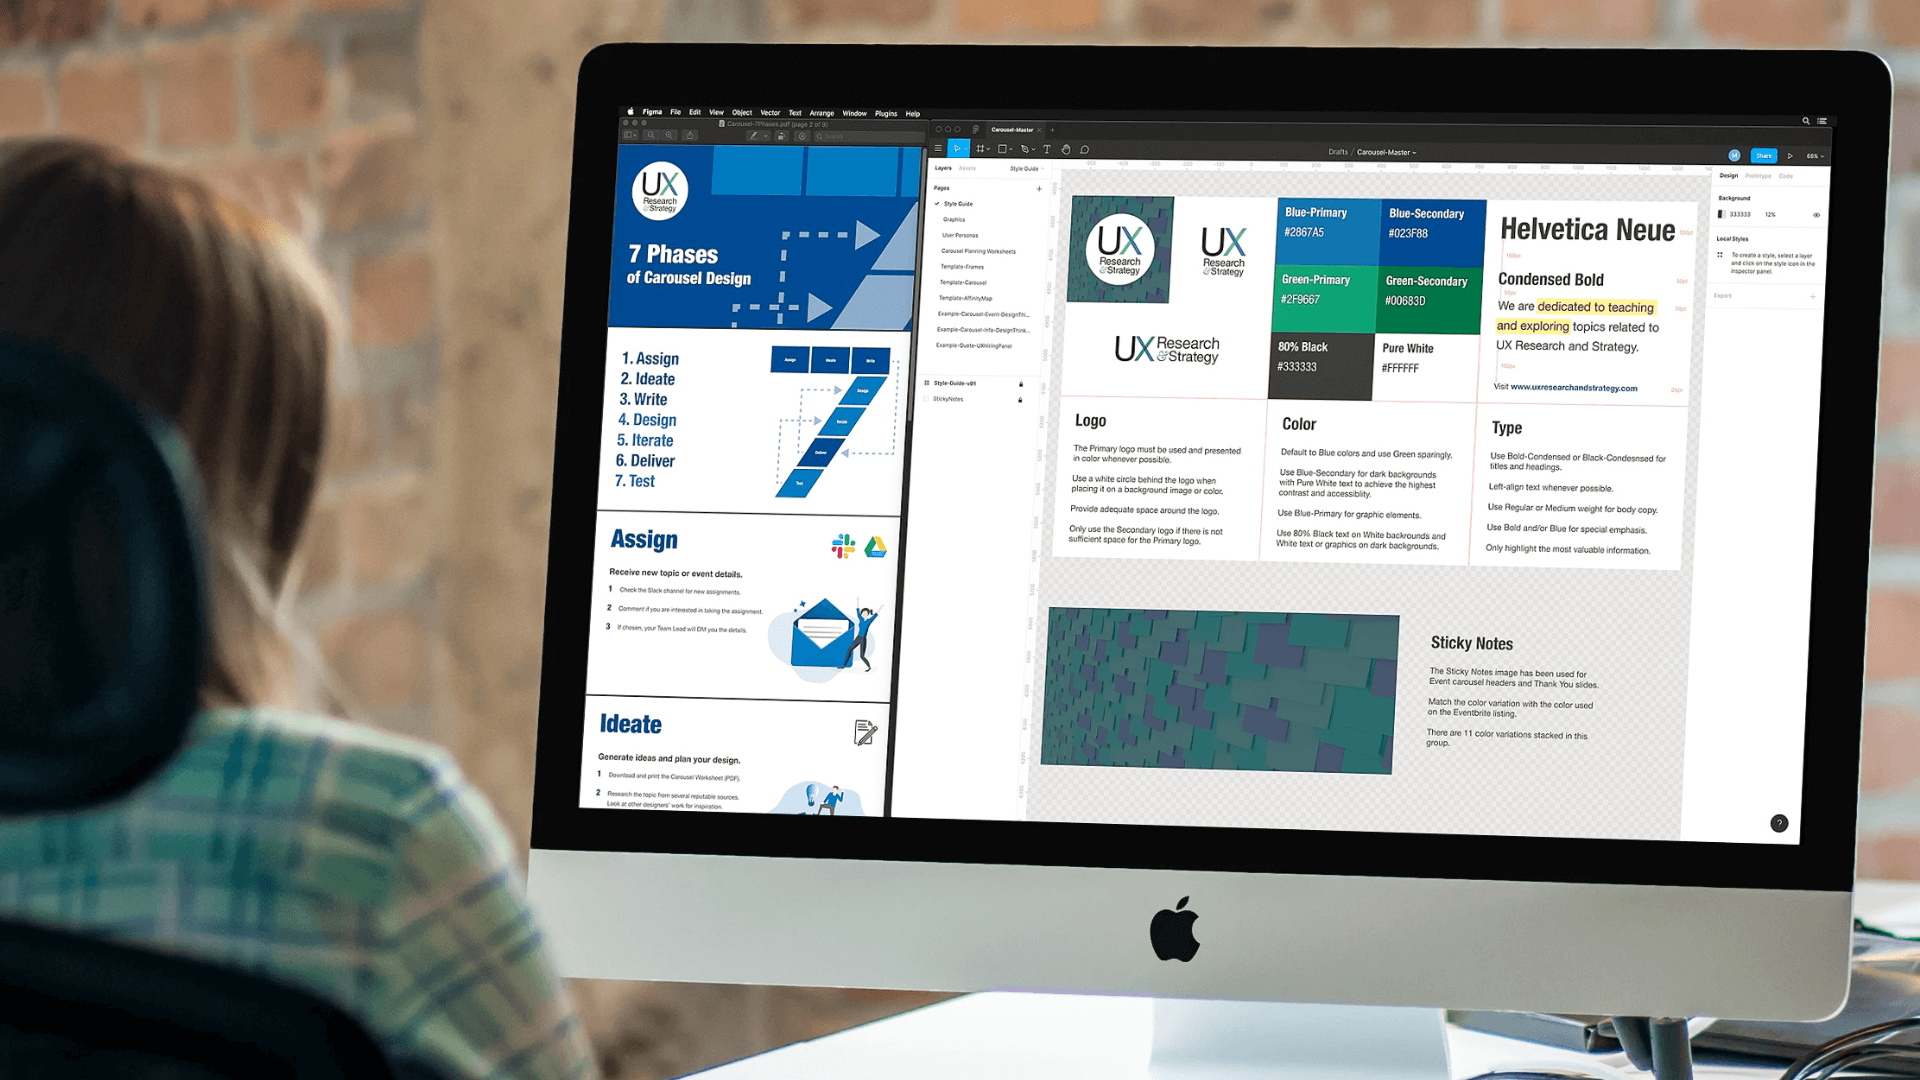 Figma File Edit View Object Vector Text Arrange Window Plugins Help
Carousel-7Phases.pdf (page 2 of 9)
Search
UX
Research
&Strategy
7 Phases
of Carousel Design
1. Assign
2. Ideate
3. Write
4. Design
5. Iterate
6. Deliver
7. Test
Assign Ideate Write
Design
Iterate
Deliver
Test
Assign
Receive new topic or event details.
1 Check the Slack channel for new assignments.
2 Comment if you are interested in taking the assignment.
3 If chosen, your Team Lead will DM you the details.
Ideate
Generate ideas and plan your design.
1 Download and print the Carousel Worksheet (PDF).
2 Research the topic from several reputable sources.
Look at other designers' work for inspiration.
Carousel-Master
Drafts / Carousel-Master
M Share 66%
Layers Assets Style Guide
Pages
Style Guide
Graphics
User Personas
Carousel Planning Worksheets
Template-Frames
Template-Carousel
Template-AffinityMap
Example-Carousel-Event-DesignThi...
Example-Carousel-Info-DesignThink...
Example-Quote-UXHiringPanel
Style-Guide-v01
StickyNotes
UX
Research
&Strategy
UX
Research
&Strategy
UX Research
&Strategy
Blue-Primary
#2867A5
Blue-Secondary
#023F88
Green-Primary
#2F9667
Green-Secondary
#00683D
80% Black
#333333
Pure White
#FFFFFF
Helvetica Neue
Condensed Bold
We are dedicated to teaching
and exploring topics related to
UX Research and Strategy.
Visit www.uxresearchandstrategy.com
Logo
The Primary logo must be used and presented
in color whenever possible.
Use a white circle behind the logo when
placing it on a background image or color.
Provide adequate space around the logo.
Only use the Secondary logo if there is not
sufficient space for the Primary logo.
Color
Default to Blue colors and use Green sparingly.
Use Blue-Secondary for dark backgrounds
with Pure White text to achieve the highest
contrast and accessiblity.
Use Blue-Primary for graphic elements.
Use 80% Black text on White backrounds and
White text or graphics on dark backgrounds.
Type
Use Bold-Condensed or Black-Condesnsed for
titles and headings.
Left-align text whenever possible.
Use Regular or Medium weight for body copy.
Use Bold and/or Blue for special emphasis.
Only highlight the most valuable information.
Sticky Notes
The Sticky Notes image has been used for
Event carousel headers and Thank You slides.
Match the color variation with the color used
on the Eventbrite listing.
There are 11 color variations stacked in this
group.
Design Prototype Code
Background
333333 12%
Local Styles
To create a style, select a layer
and click on the style icon in the
inspector panel.
Export
?